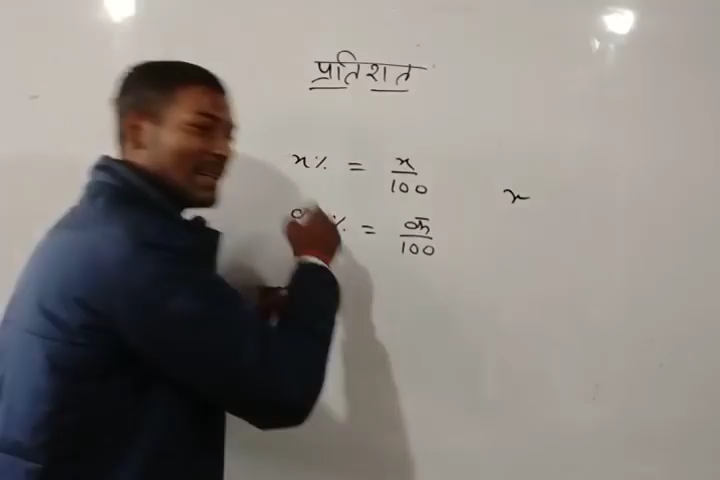 प्रतिशत
x% = x/100
x
% = क/100